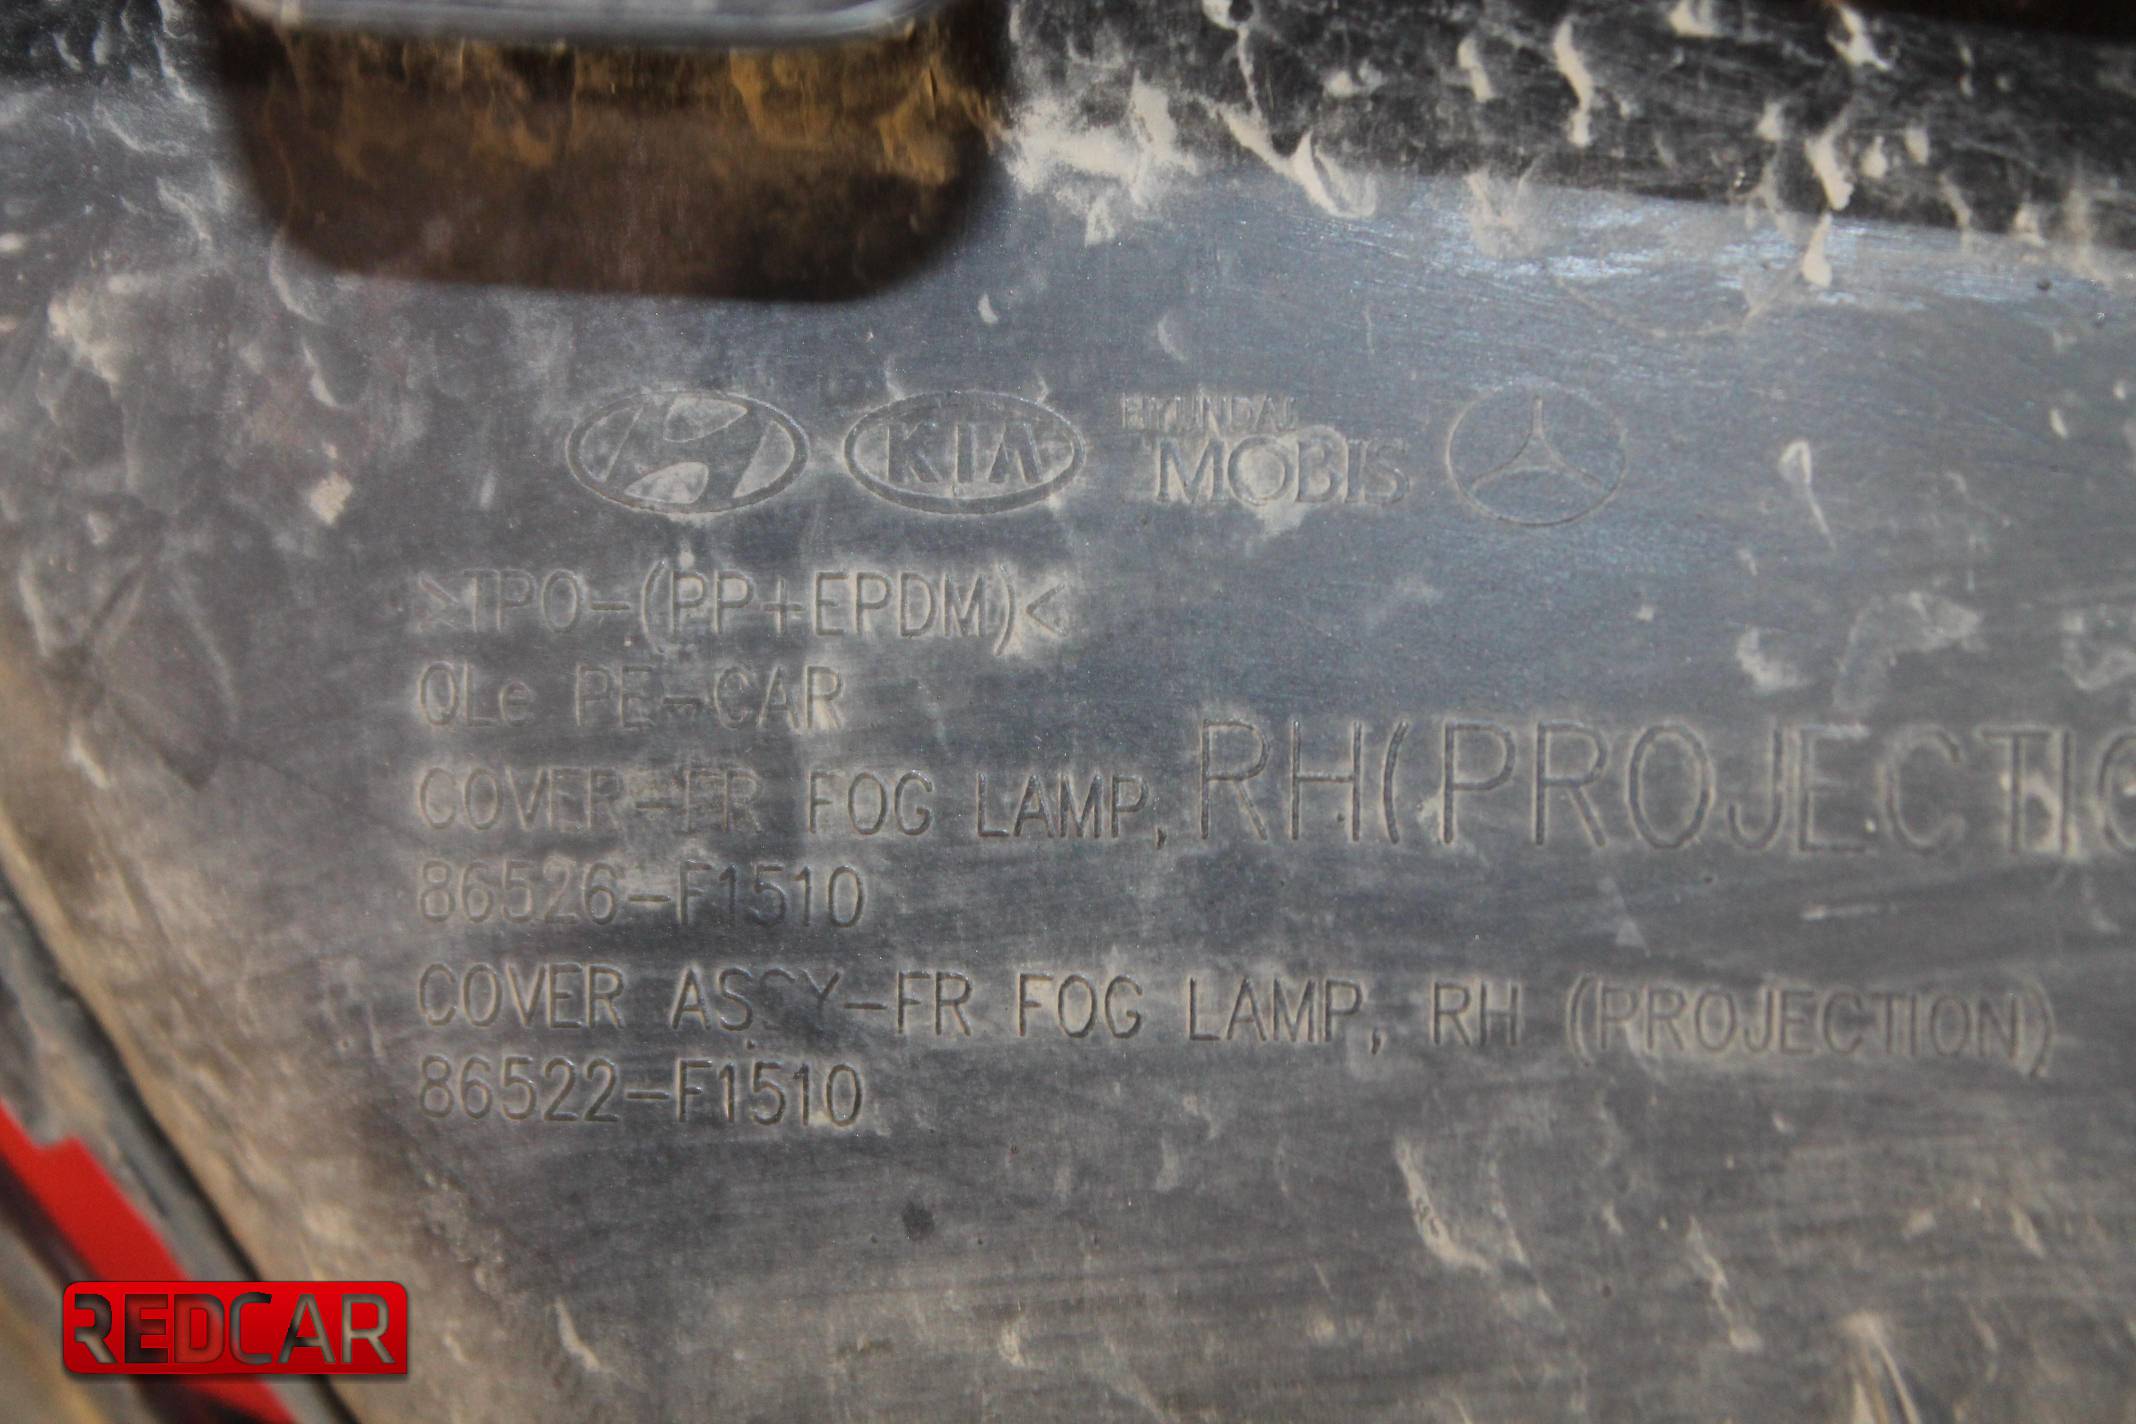 KIA HYUNDAI MOBIS
>TPO-(PP+EPDM)<
QLe PE-CAR
COVER-FR FOG LAMP, RH(PROJECTIO
86526-F1510
COVER ASSY-FR FOG LAMP, RH (PROJECTION)
86522-F1510
REDCAR